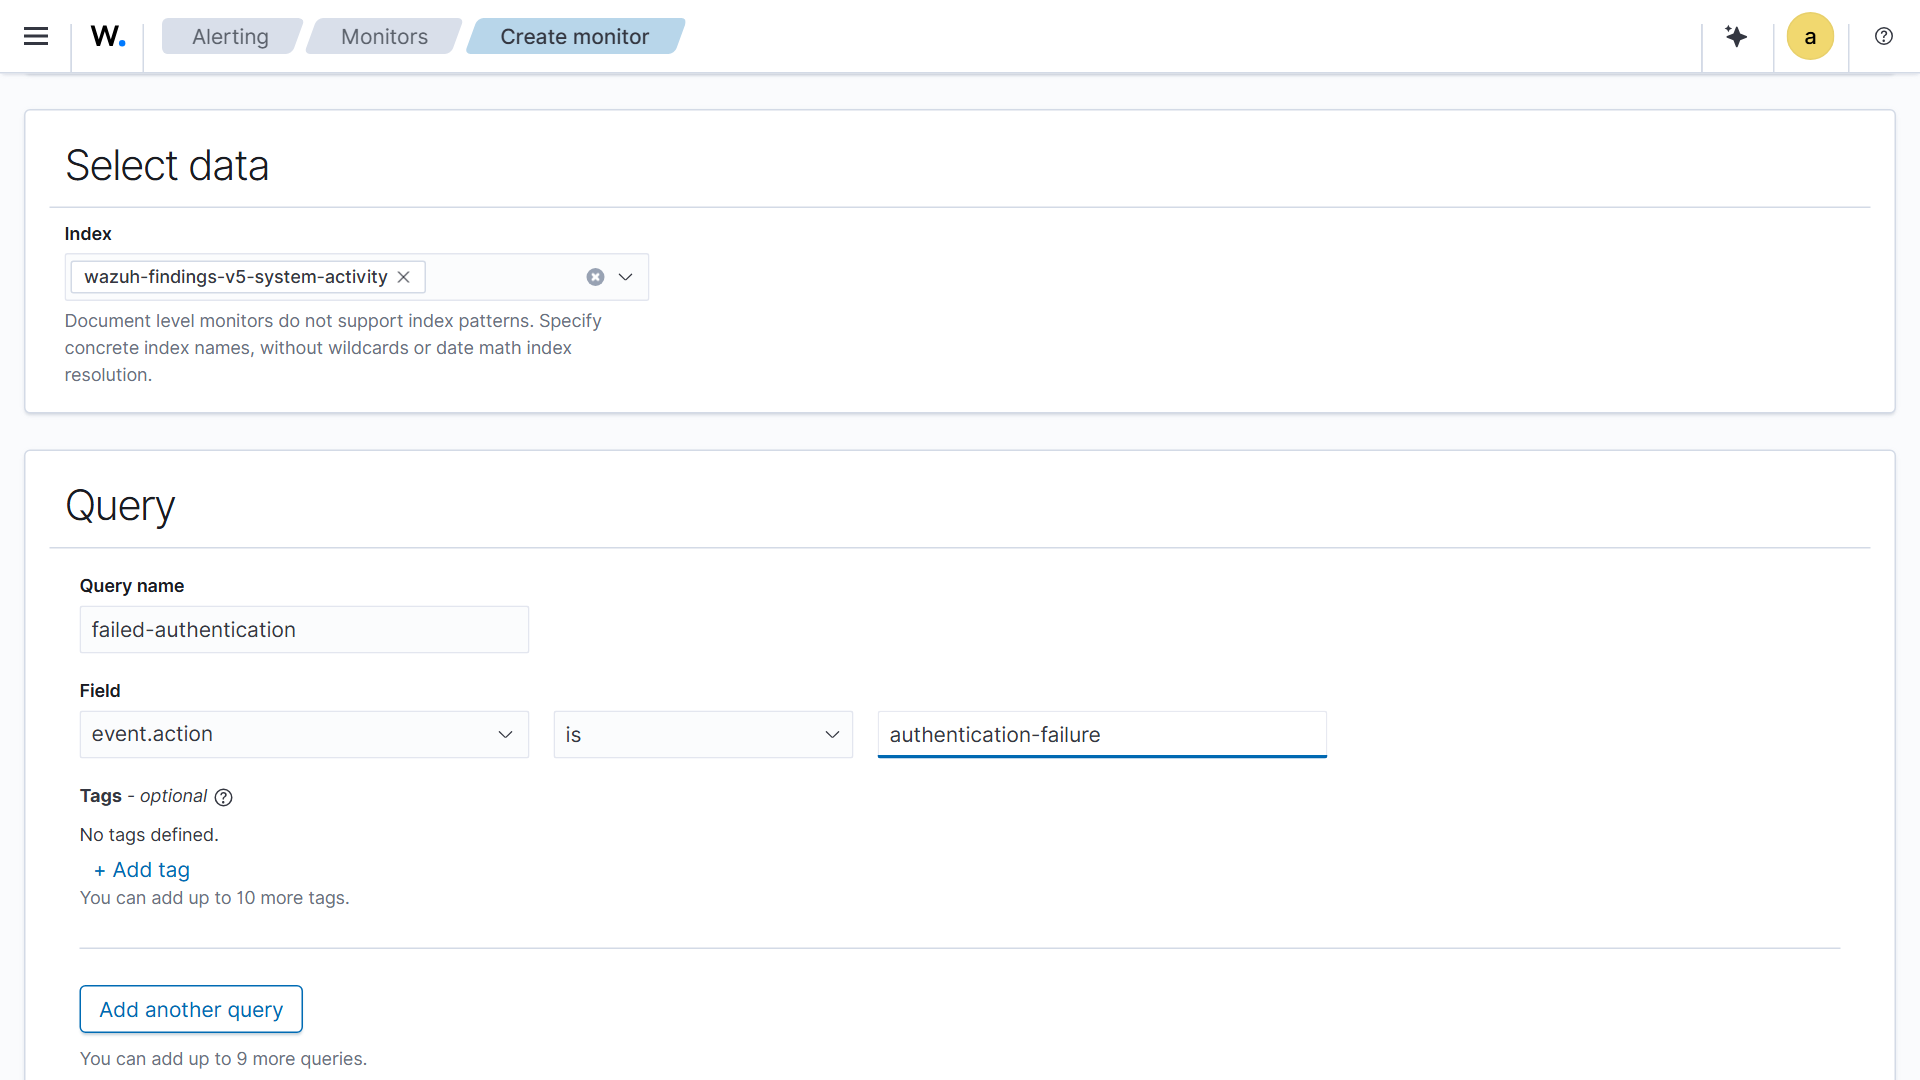 W.
Alerting
Monitors
Create monitor
a
Select data
Index
wazuh-findings-v5-system-activity
Document level monitors do not support index patterns. Specify
concrete index names, without wildcards or date math index
resolution.
Query
Query name
failed-authentication
Field
event.action
is
authentication-failure
Tags - optional
No tags defined.
+ Add tag
You can add up to 10 more tags.
Add another query
You can add up to 9 more queries.